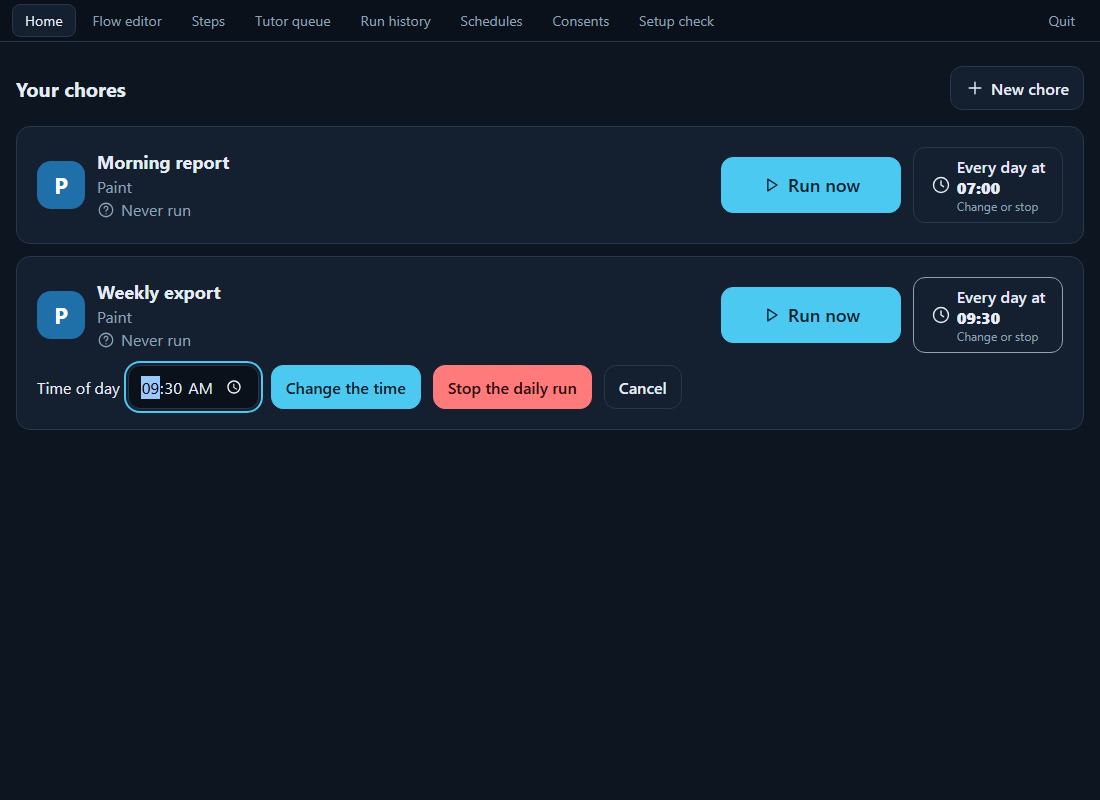 Home Flow editor Steps Tutor queue Run history Schedules Consents Setup check Quit
Your chores
New chore
P
Morning report
Paint
Never run
Run now
Every day at
07:00
Change or stop
P
Weekly export
Paint
Never run
Run now
Every day at
09:30
Change or stop
Time of day 09:30 AM Change the time Stop the daily run Cancel